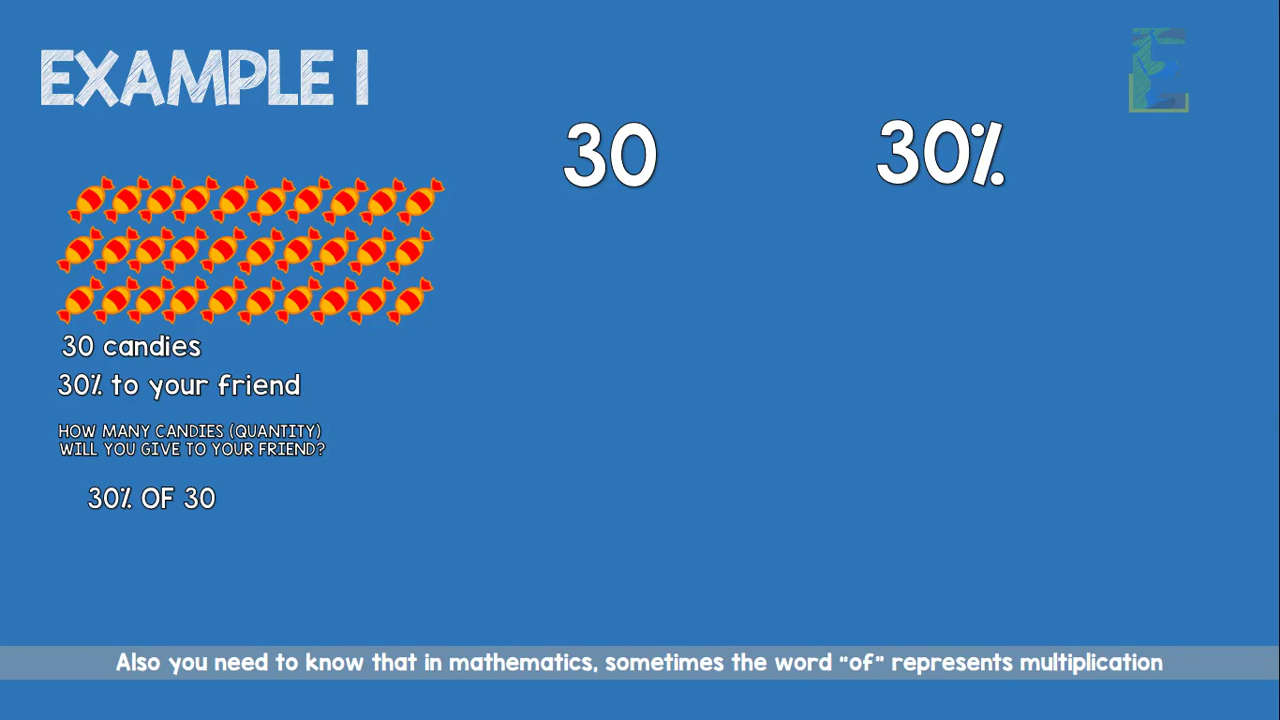 EXAMPLE 1
30 30%
30 candies
30% to your friend
HOW MANY CANDIES (QUANTITY)
WILL YOU GIVE TO YOUR FRIEND?
30% OF 30
Also you need to know that in mathematics, sometimes the word "of" represents multiplication